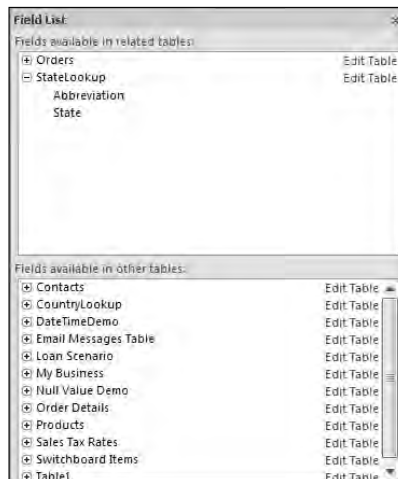 Field List
Fields available in related tables:
Orders Edit Table
StateLookup Edit Table
Abbreviation
State
Fields available in other tables:
Contacts Edit Table
CountryLookup Edit Table
DateTimeDemo Edit Table
Email Messages Table Edit Table
Loan Scenario Edit Table
My Business Edit Table
Null Value Demo Edit Table
Order Details Edit Table
Products Edit Table
Sales Tax Rates Edit Table
Switchboard Items Edit Table
Table1 Edit Table